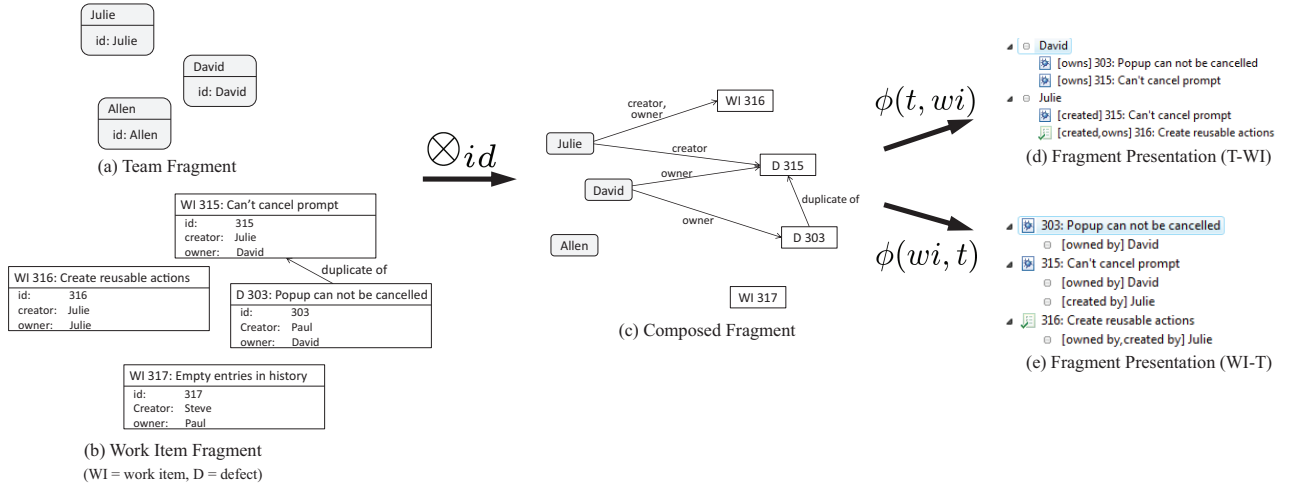 Julie
id: Julie
David
id: David
Allen
id: Allen
(a) Team Fragment
WI 315: Can't cancel prompt
id: 315
creator: Julie
owner: David
duplicate of
WI 316: Create reusable actions
id: 316
creator: Julie
owner: Julie
D 303: Popup can not be cancelled
id: 303
Creator: Paul
owner: David
WI 317: Empty entries in history
id: 317
Creator: Steve
owner: Paul
(b) Work Item Fragment
(WI = work item, D = defect)
⊗id
creator,
owner
WI 316
Julie
creator
D 315
David
owner
owner
duplicate of
D 303
Allen
WI 317
(c) Composed Fragment
ϕ(t, wi)
ϕ(wi, t)
David
[owns] 303: Popup can not be cancelled
[owns] 315: Can't cancel prompt
Julie
[created] 315: Can't cancel prompt
[created,owns] 316: Create reusable actions
(d) Fragment Presentation (T-WI)
303: Popup can not be cancelled
[owned by] David
315: Can't cancel prompt
[owned by] David
[created by] Julie
316: Create reusable actions
[owned by,created by] Julie
(e) Fragment Presentation (WI-T)